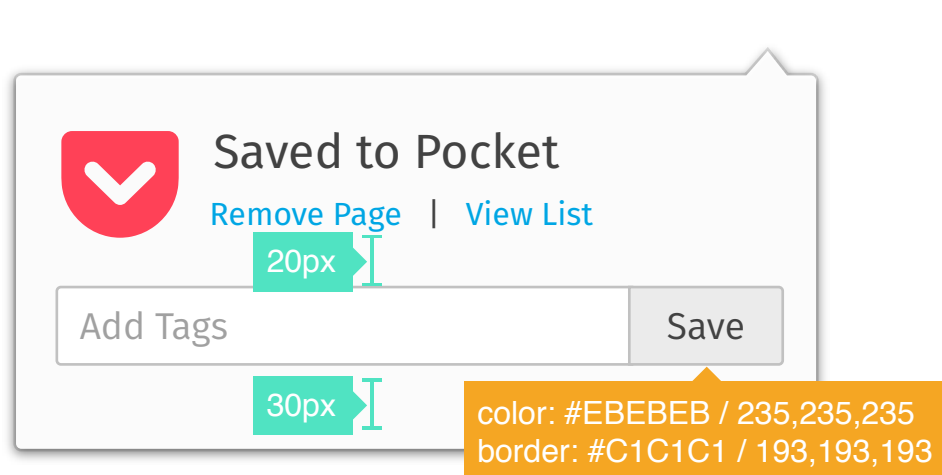 Saved to Pocket
Remove Page | View List
20px
Add Tags
Save
30px
color: #EBEBEB / 235,235,235
border: #C1C1C1 / 193,193,193